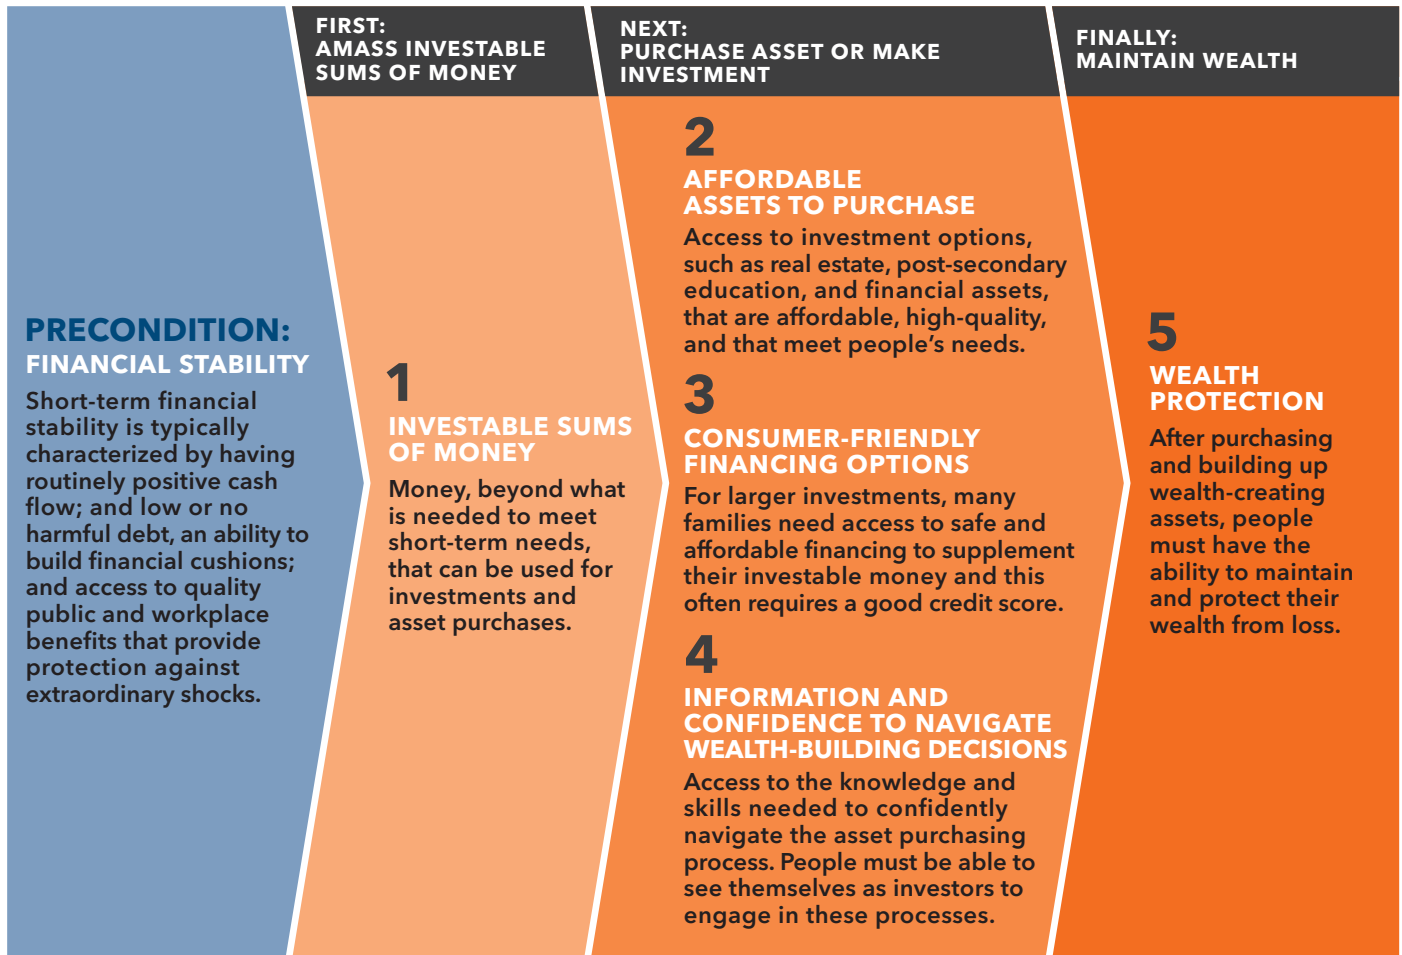 PRECONDITION:
FINANCIAL STABILITY
Short-term financial
stability is typically
characterized by having
routinely positive cash
flow; and low or no
harmful debt, an ability to
build financial cushions;
and access to quality
public and workplace
benefits that provide
protection against
extraordinary shocks.
FIRST:
AMASS INVESTABLE
SUMS OF MONEY
1
INVESTABLE SUMS
OF MONEY
Money, beyond what
is needed to meet
short-term needs,
that can be used for
investments and
asset purchases.
NEXT:
PURCHASE ASSET OR MAKE
INVESTMENT
2
AFFORDABLE
ASSETS TO PURCHASE
Access to investment options,
such as real estate, post-secondary
education, and financial assets,
that are affordable, high-quality,
and that meet people’s needs.
3
CONSUMER-FRIENDLY
FINANCING OPTIONS
For larger investments, many
families need access to safe and
affordable financing to supplement
their investable money and this
often requires a good credit score.
4
INFORMATION AND
CONFIDENCE TO NAVIGATE
WEALTH-BUILDING DECISIONS
Access to the knowledge and
skills needed to confidently
navigate the asset purchasing
process. People must be able to
see themselves as investors to
engage in these processes.
FINALLY:
MAINTAIN WEALTH
5
WEALTH
PROTECTION
After purchasing
and building up
wealth-creating
assets, people
must have the
ability to maintain
and protect their
wealth from loss.